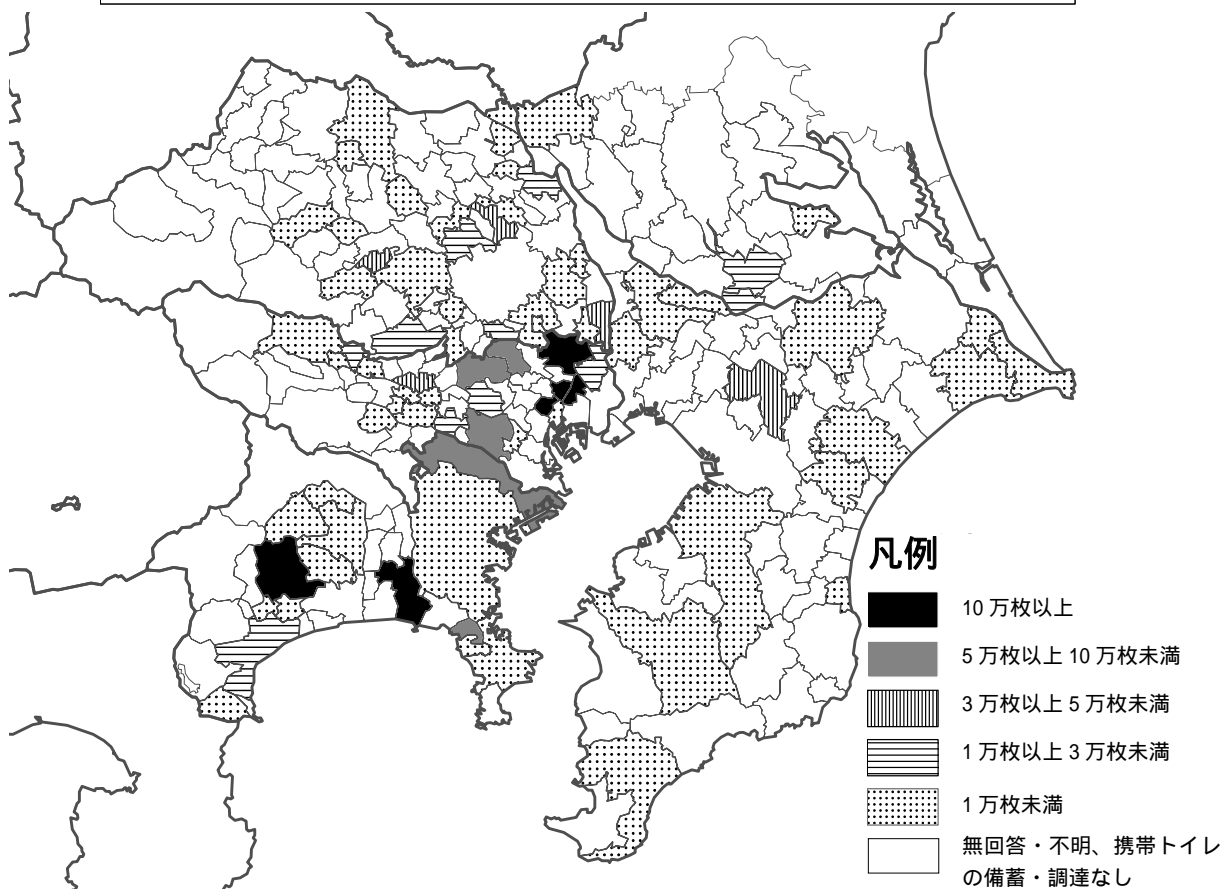 凡例
10 万枚以上
5 万枚以上 10 万枚未満
3 万枚以上 5 万枚未満
1 万枚以上 3 万枚未満
1 万枚未満
無回答・不明、携帯トイレ
の備蓄・調達なし